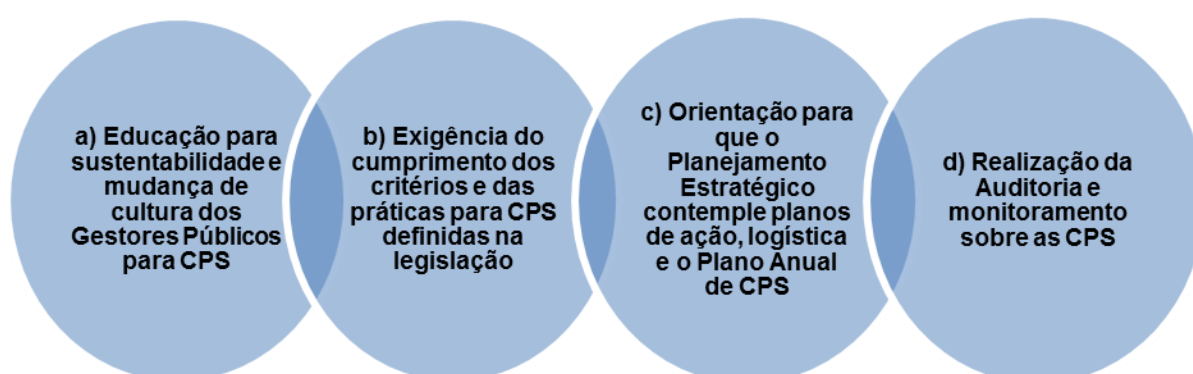 a) Educação para
sustentabilidade e
mudança de
cultura dos
Gestores Públicos
para CPS
b) Exigência do
cumprimento dos
critérios e das
práticas para CPS
definidas na
legislação
c) Orientação para
que o
Planejamento
Estratégico
contemple planos
de ação, logística
e o Plano Anual
de CPS
d) Realização da
Auditoria e
monitoramento
sobre as CPS